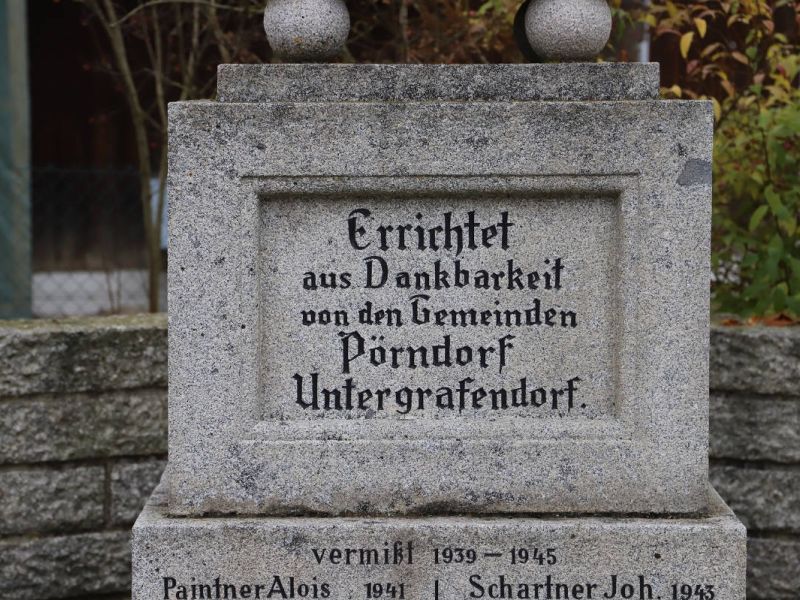 Errichtet
aus Dankbarkeit
von den Gemeinden
Pörndorf
Untergrafendorf.
vermißt 1939 – 1945
Paintner Alois 1941 | Schartner Joh. 1943